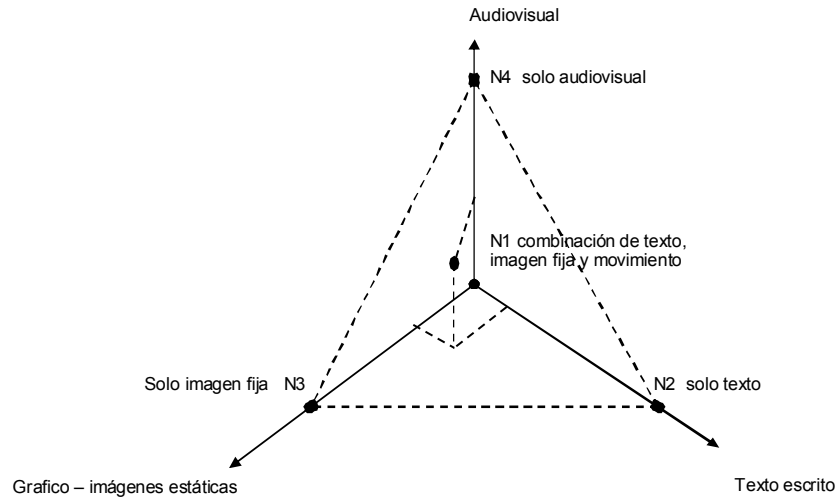 Audiovisual
N4 solo audiovisual
N1 combinación de texto,
imagen fija y movimiento
Solo imagen fija N3
N2 solo texto
Grafico – imágenes estáticas
Texto escrito